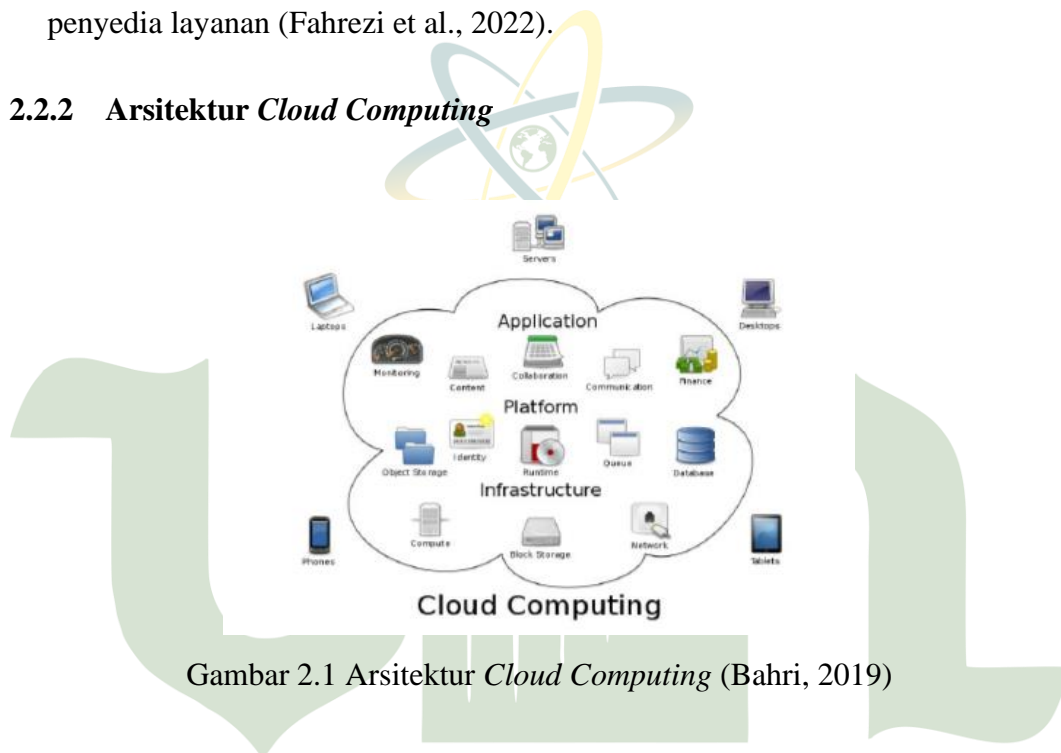 penyedia layanan (Fahrezi et al., 2022).
2.2.2 Arsitektur Cloud Computing
Servers
Laptops
Desktops
Application
Monitoring
Content
Collaboration
Communication
Finance
Platform
Object Storage
Identity
Runtime
Queue
Database
Infrastructure
Compute
Block Storage
Network
Phones
Tablets
Cloud Computing
Gambar 2.1 Arsitektur Cloud Computing (Bahri, 2019)